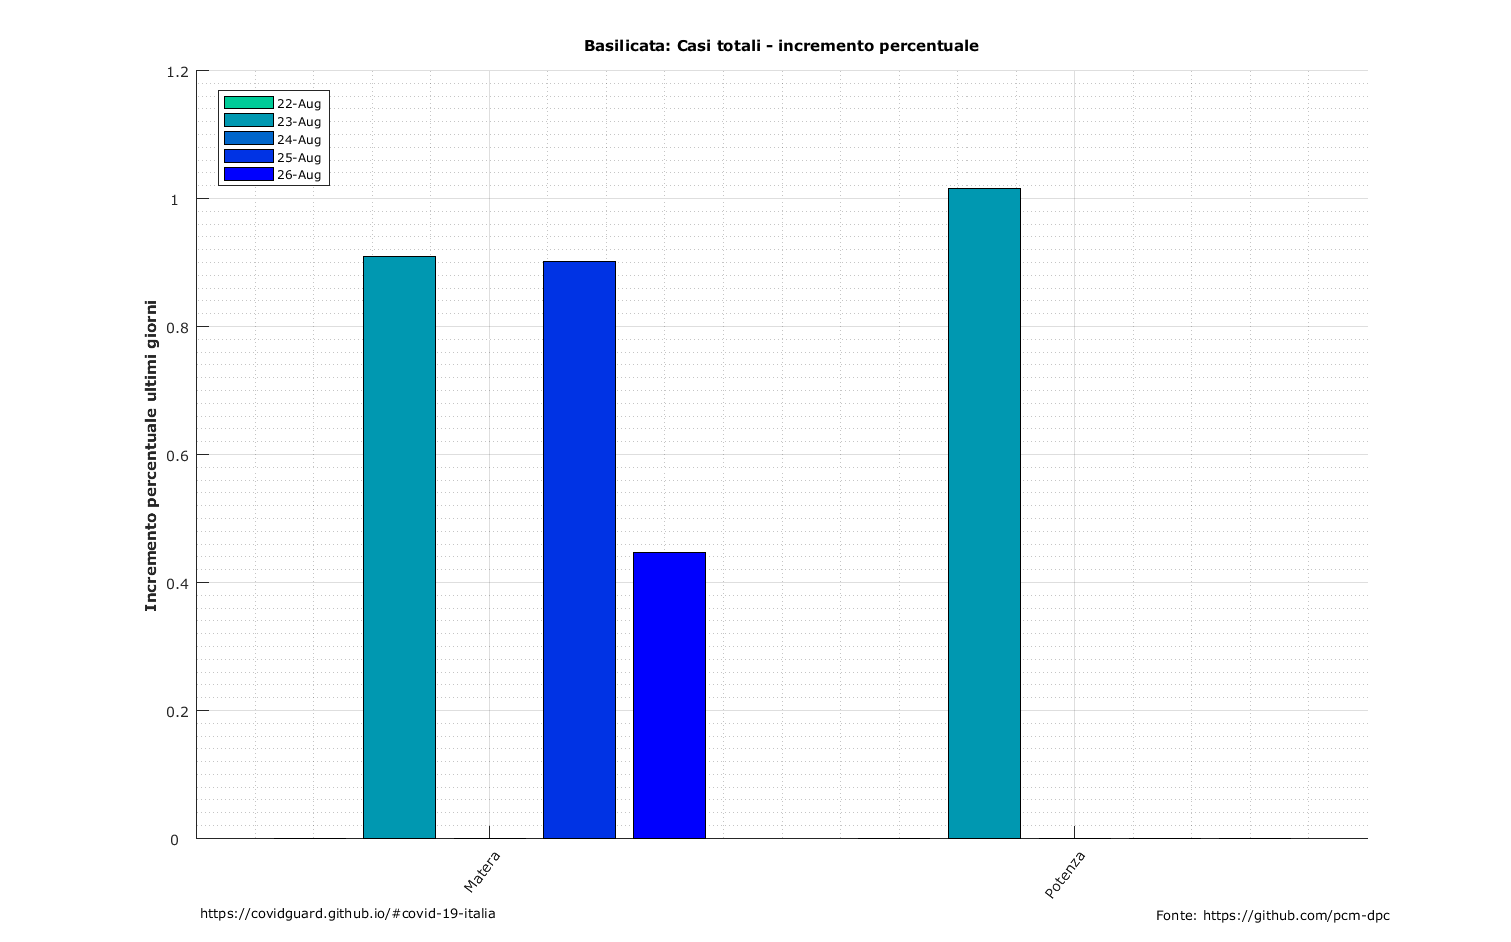 Basilicata: Casi totali - incremento percentuale
1.2
1
0.8
0.6
0.4
0.2
0
Incremento percentuale ultimi giorni
22-Aug
23-Aug
24-Aug
25-Aug
26-Aug
Matera
Potenza
https://covidguard.github.io/#covid-19-italia
Fonte: https://github.com/pcm-dpc